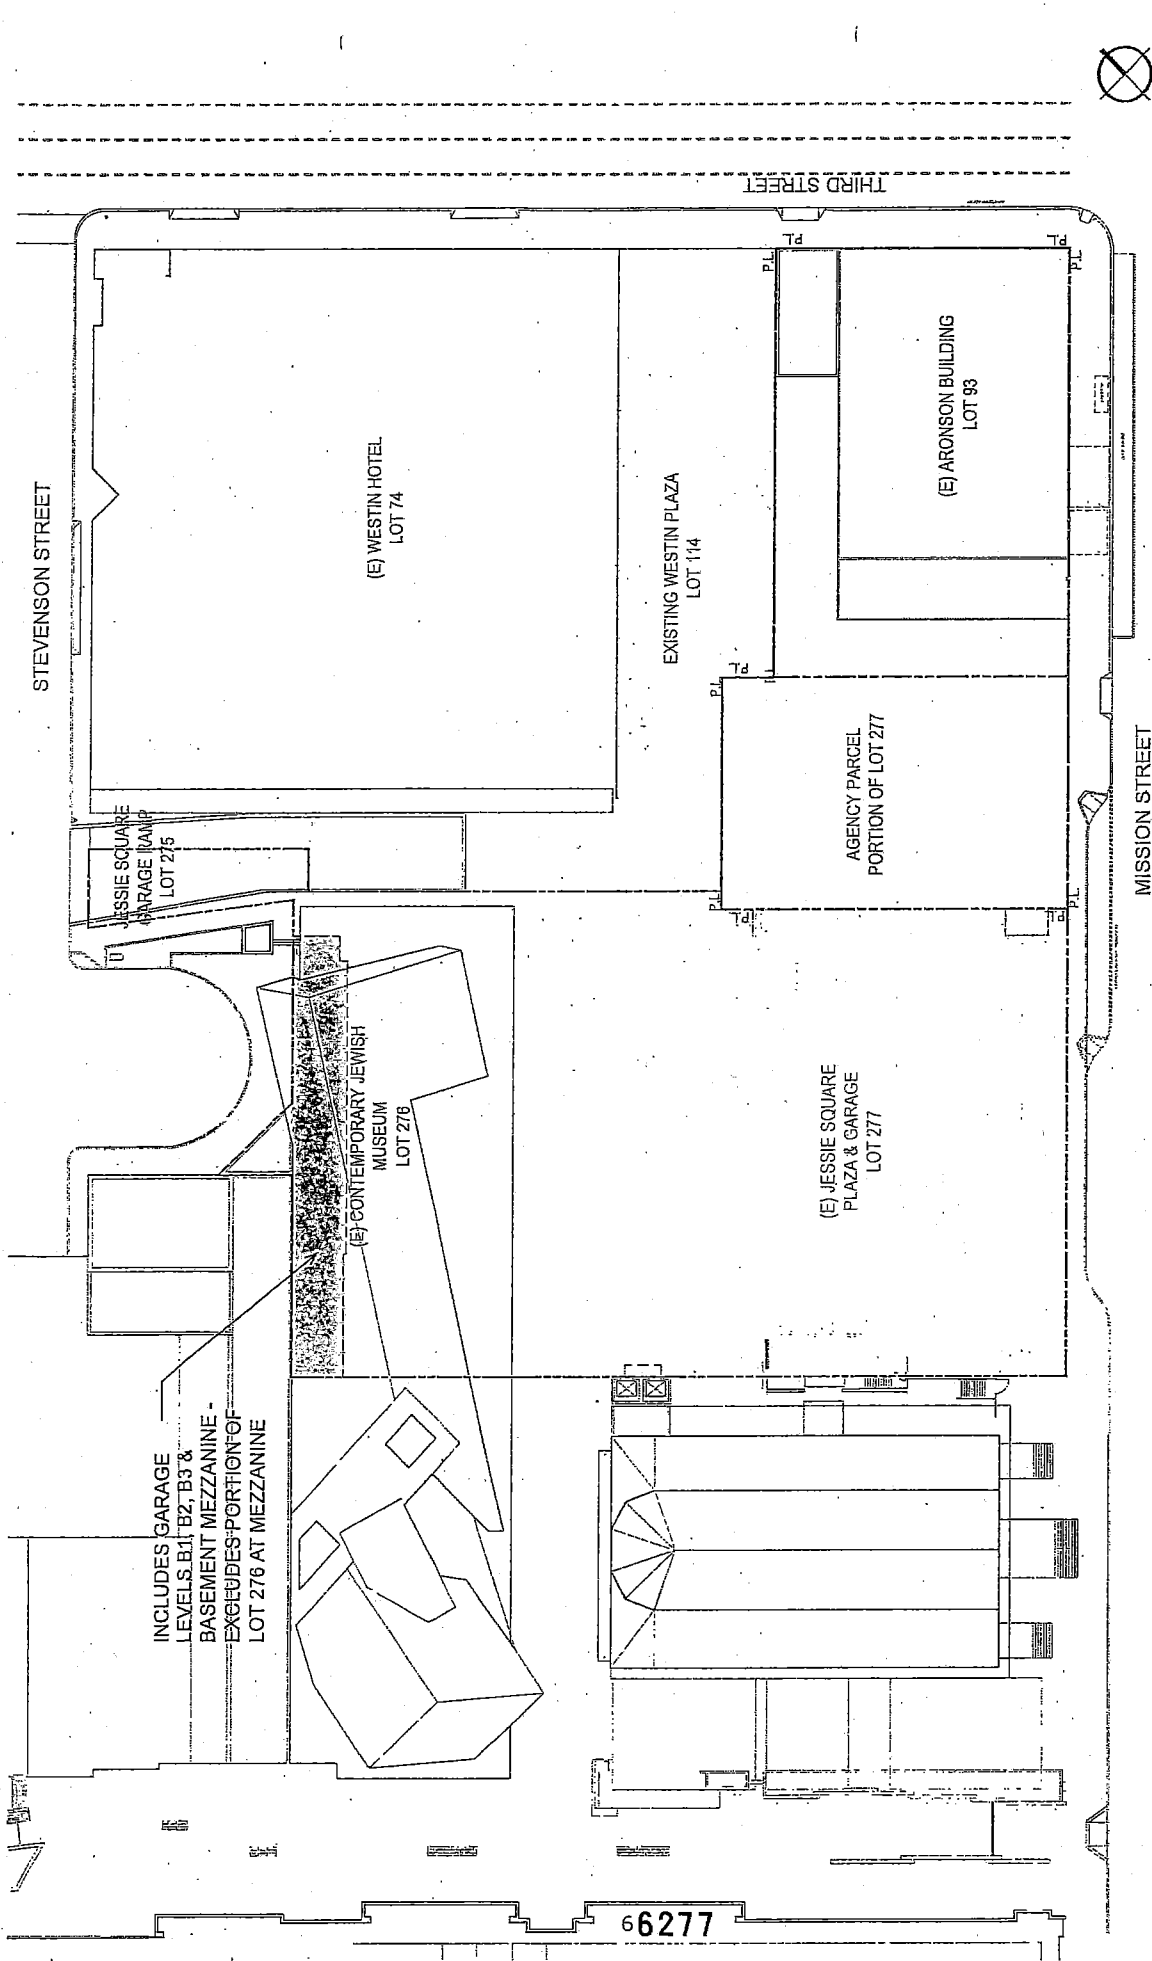 THIRD STREET
STEVENSON STREET
(E) WESTIN HOTEL
LOT 74
EXISTING WESTIN PLAZA
LOT 114
(E) ARONSON BUILDING
LOT 93
P.L.
P.L.
P.L.
P.L.
P.L.
P.L.
P.L.
P.L.
P.L.
P.L.
AGENCY PARCEL
PORTION OF LOT 277
MISSION STREET
JESSIE SQUARE
GARAGE RAMP
LOT 275
(E) CONTEMPORARY JEWISH
MUSEUM
LOT 276
(E) JESSIE SQUARE
PLAZA & GARAGE
LOT 277
INCLUDES GARAGE
LEVELS B1, B2, B3 &
BASEMENT MEZZANINE -
EXCLUDES PORTION OF
LOT 276 AT MEZZANINE
66277